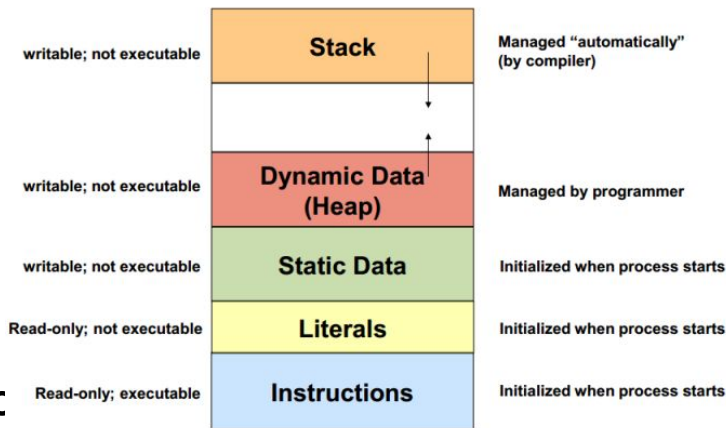 writable; not executable
Stack
Managed “automatically”
(by compiler)
writable; not executable
Dynamic Data
(Heap)
Managed by programmer
writable; not executable
Static Data
Initialized when process starts
Read-only; not executable
Literals
Initialized when process starts
Read-only; executable
Instructions
Initialized when process starts